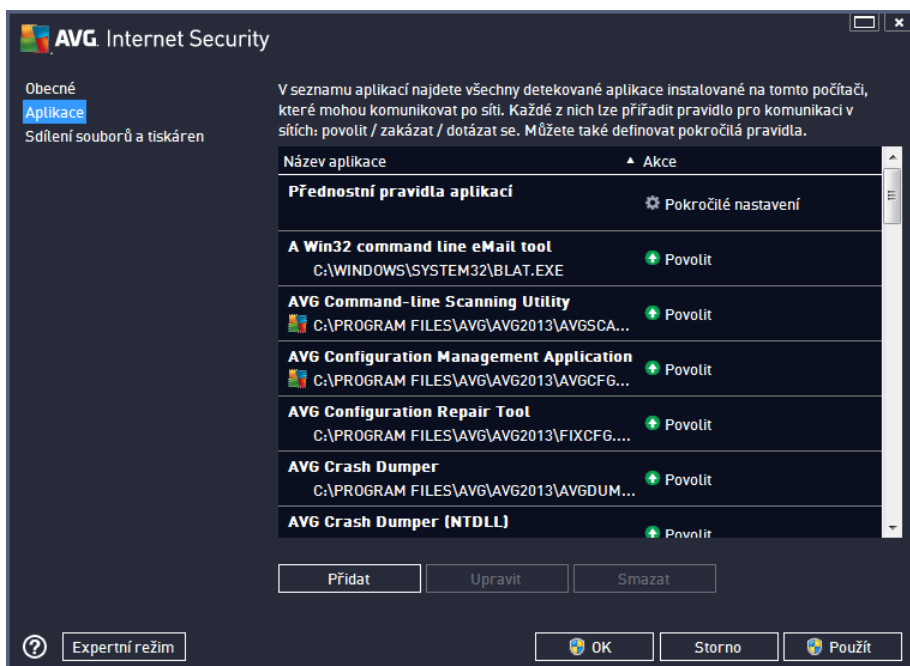 AVG. Internet Security
Obecné
Aplikace
Sdílení souborů a tiskáren
V seznamu aplikací najdete všechny detekované aplikace instalované na tomto počítači,
které mohou komunikovat po síti. Každé z nich lze přiřadit pravidlo pro komunikaci v
sítích: povolit / zakázat / dotázat se. Můžete také definovat pokročilá pravidla.
Název aplikace Akce
Přednostní pravidla aplikací
Pokročilé nastavení
A Win32 command line eMail tool
C:\WINDOWS\SYSTEM32\BLAT.EXE
Povolit
AVG Command-line Scanning Utility
C:\PROGRAM FILES\AVG\AVG2013\AVGSCA...
Povolit
AVG Configuration Management Application
C:\PROGRAM FILES\AVG\AVG2013\AVGCFG...
Povolit
AVG Configuration Repair Tool
C:\PROGRAM FILES\AVG\AVG2013\FIXCFG....
Povolit
AVG Crash Dumper
C:\PROGRAM FILES\AVG\AVG2013\AVGDUM...
Povolit
AVG Crash Dumper (NTDLL)
Povolit
Přidat Upravit Smazat
? Expertní režim OK Storno Použít